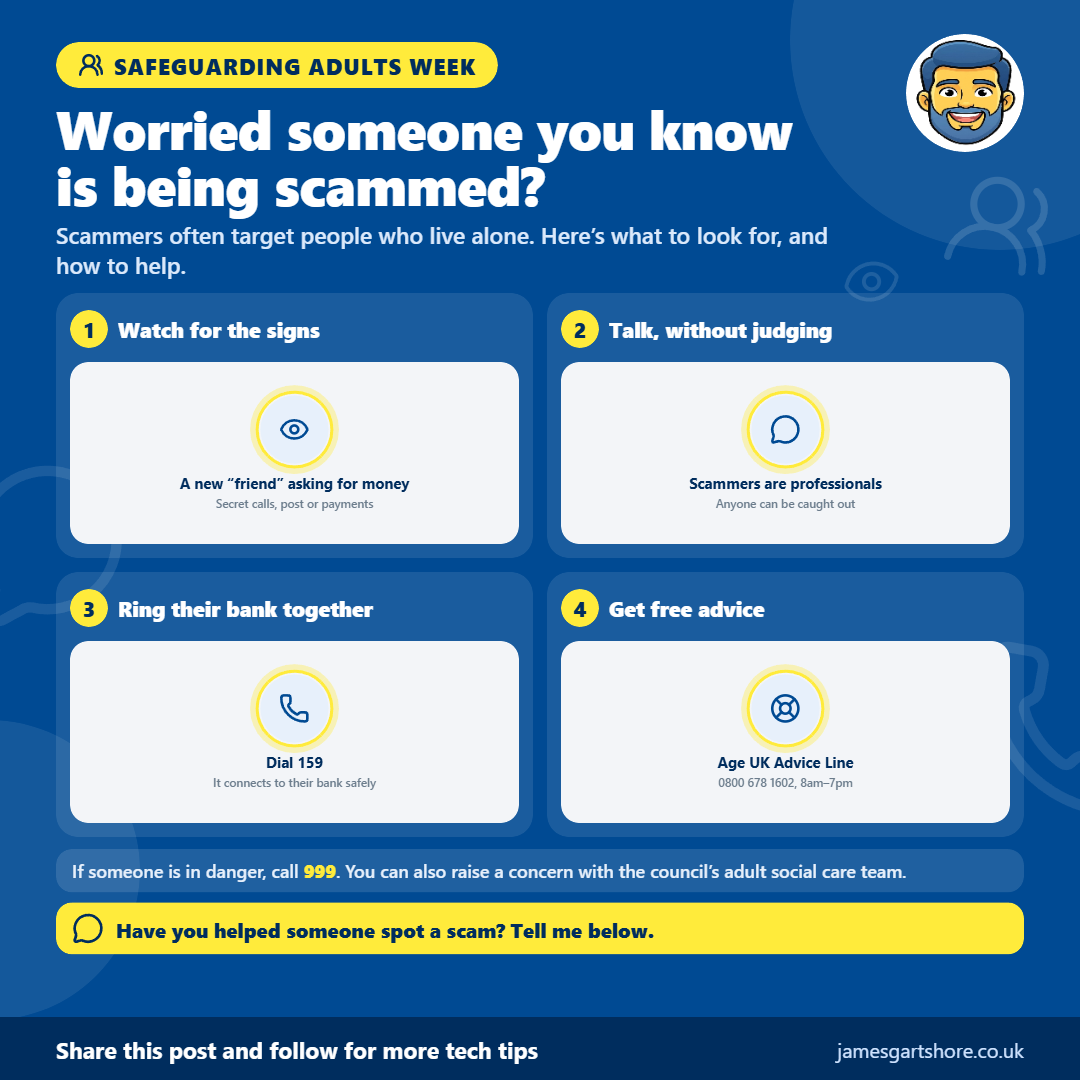 SAFEGUARDING ADULTS WEEK
Worried someone you know
is being scammed?
Scammers often target people who live alone. Here’s what to look for, and
how to help.
1 Watch for the signs
A new “friend” asking for money
Secret calls, post or payments
2 Talk, without judging
Scammers are professionals
Anyone can be caught out
3 Ring their bank together
Dial 159
It connects to their bank safely
4 Get free advice
Age UK Advice Line
0800 678 1602, 8am–7pm
If someone is in danger, call 999. You can also raise a concern with the council’s adult social care team.
Have you helped someone spot a scam? Tell me below.
Share this post and follow for more tech tips
jamesgartshore.co.uk